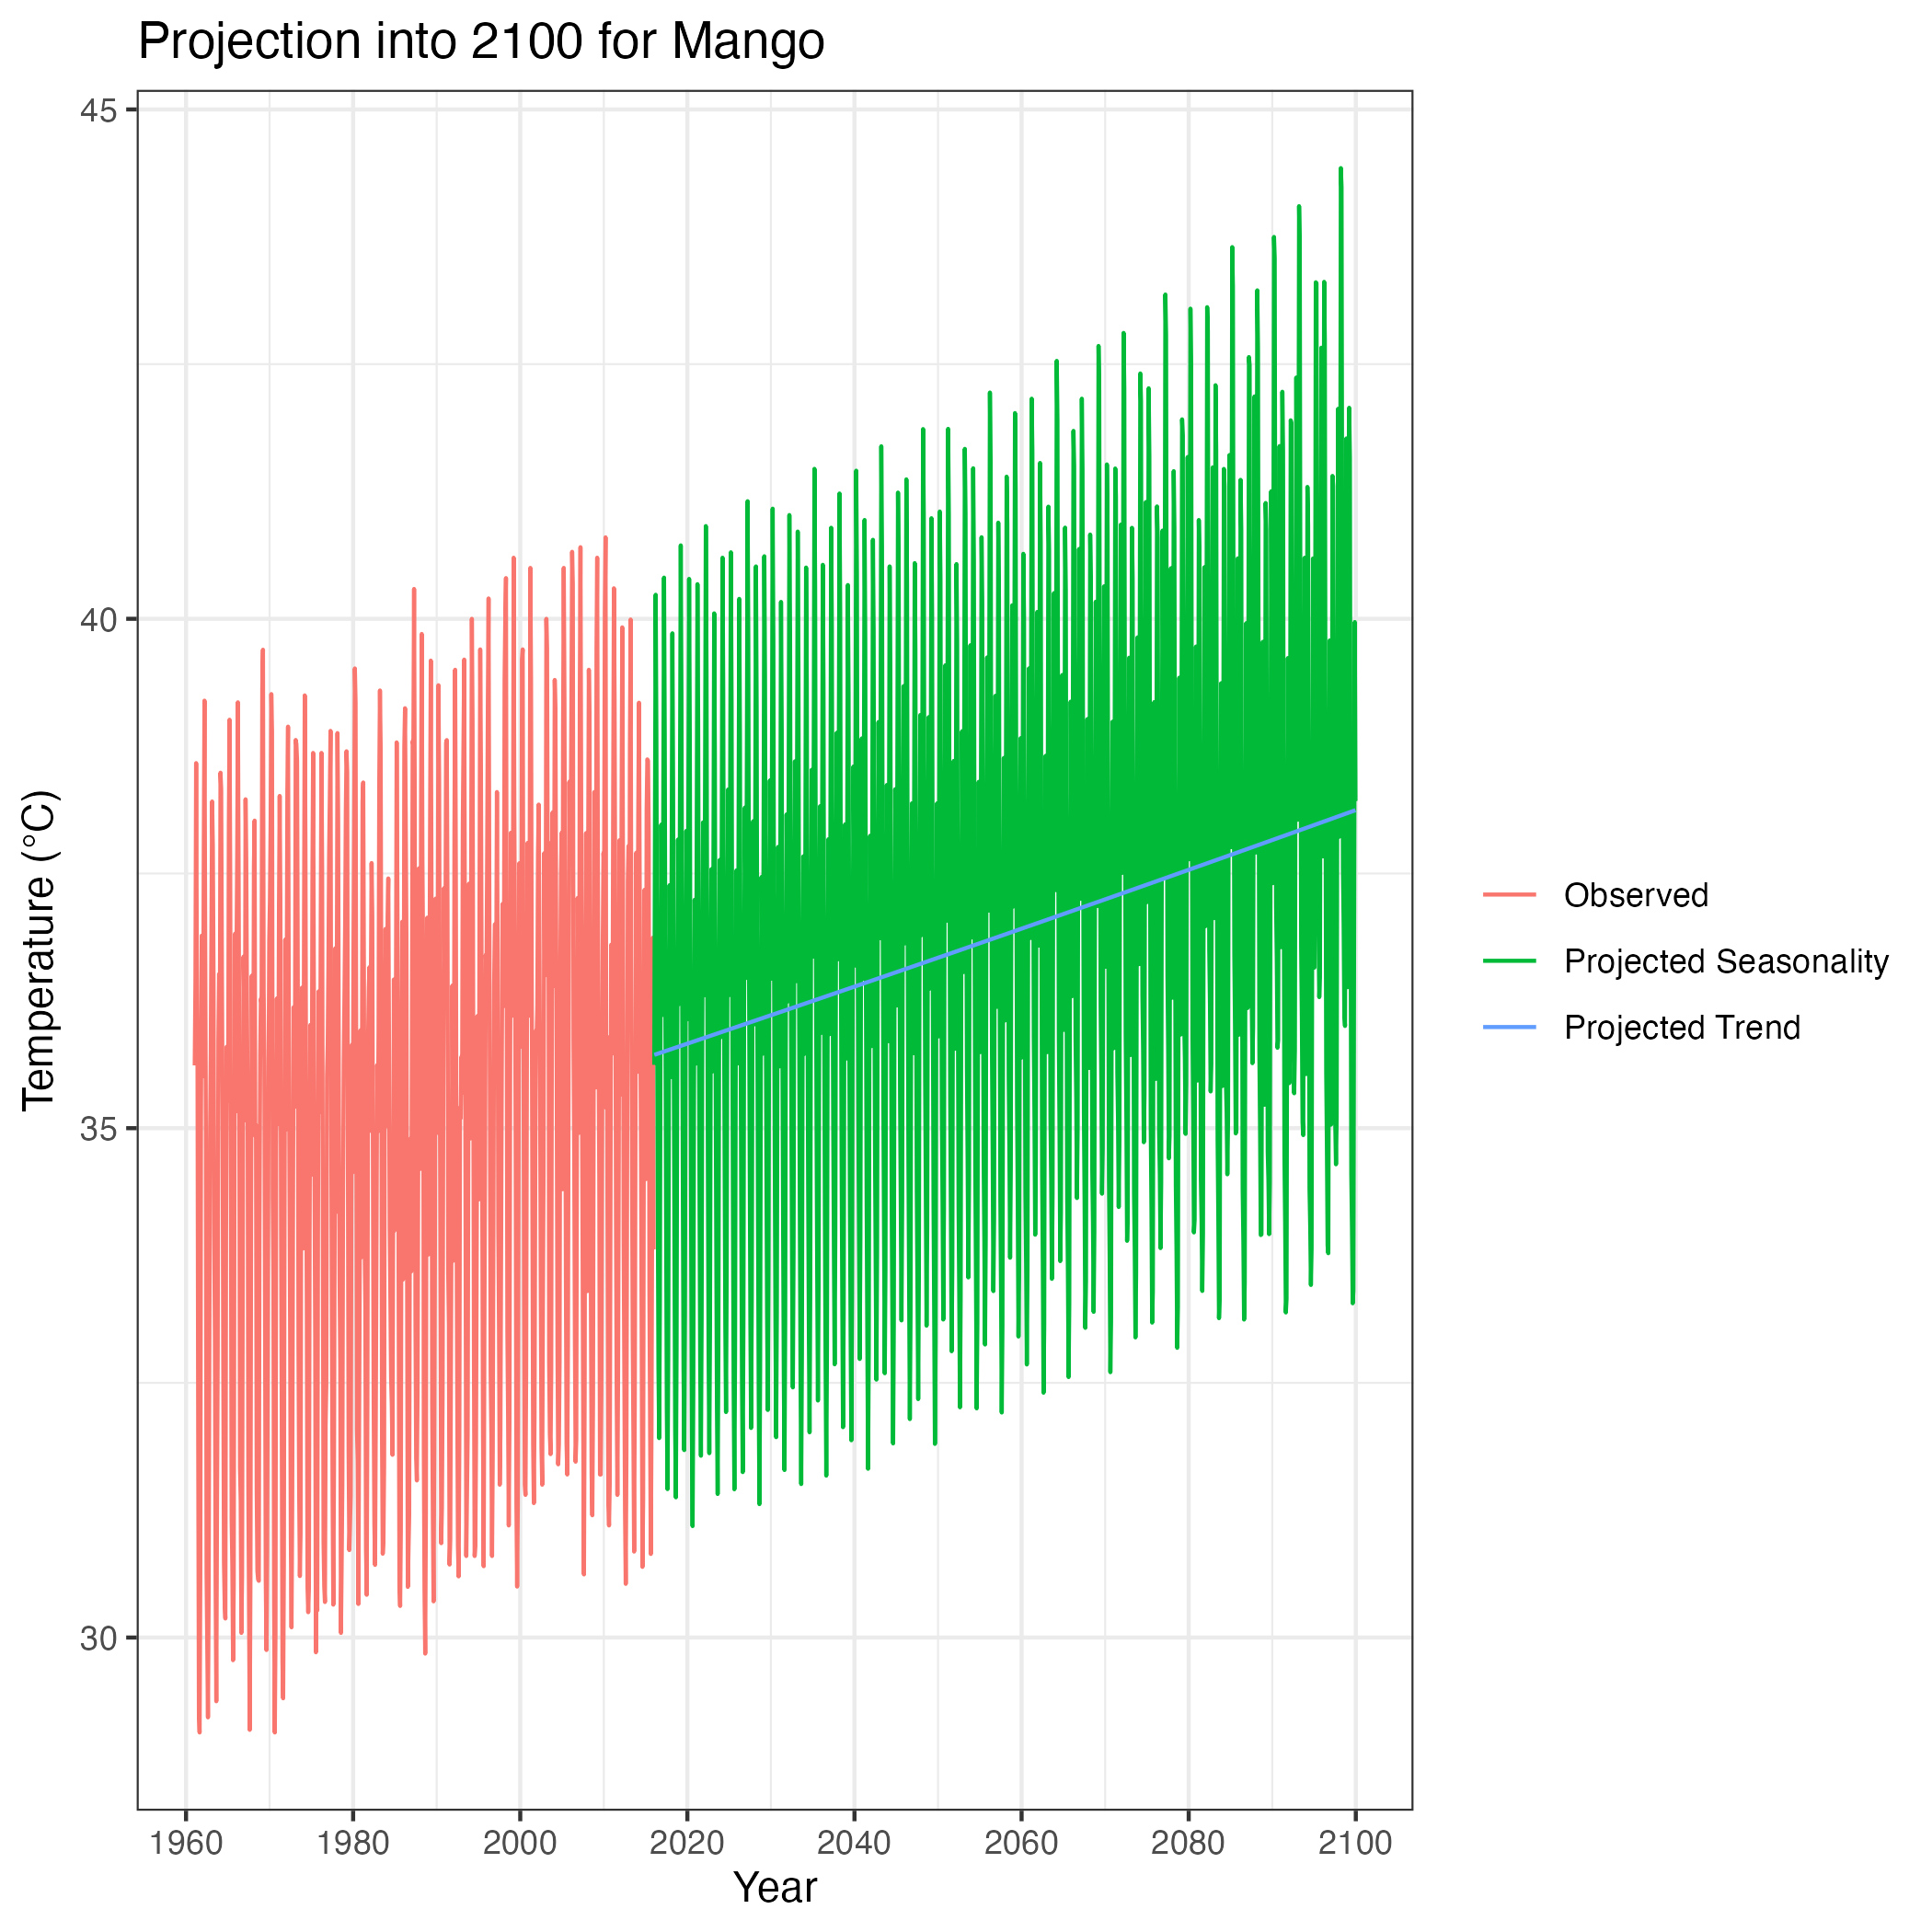 Projection into 2100 for Mango
45
40
35
30
Temperature (°C)
1960 1980 2000 2020 2040 2060 2080 2100
Year
Observed
Projected Seasonality
Projected Trend